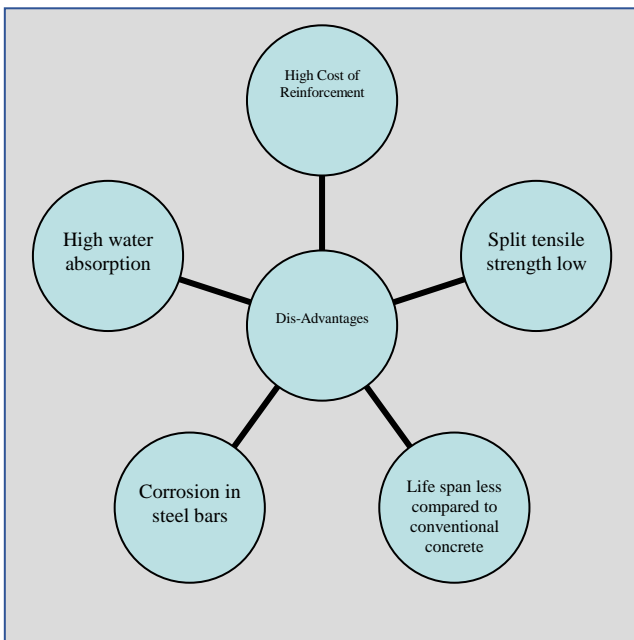 High Cost of
Reinforcement
High water
absorption
Split tensile
strength low
Dis-Advantages
Corrosion in
steel bars
Life span less
compared to
conventional
concrete